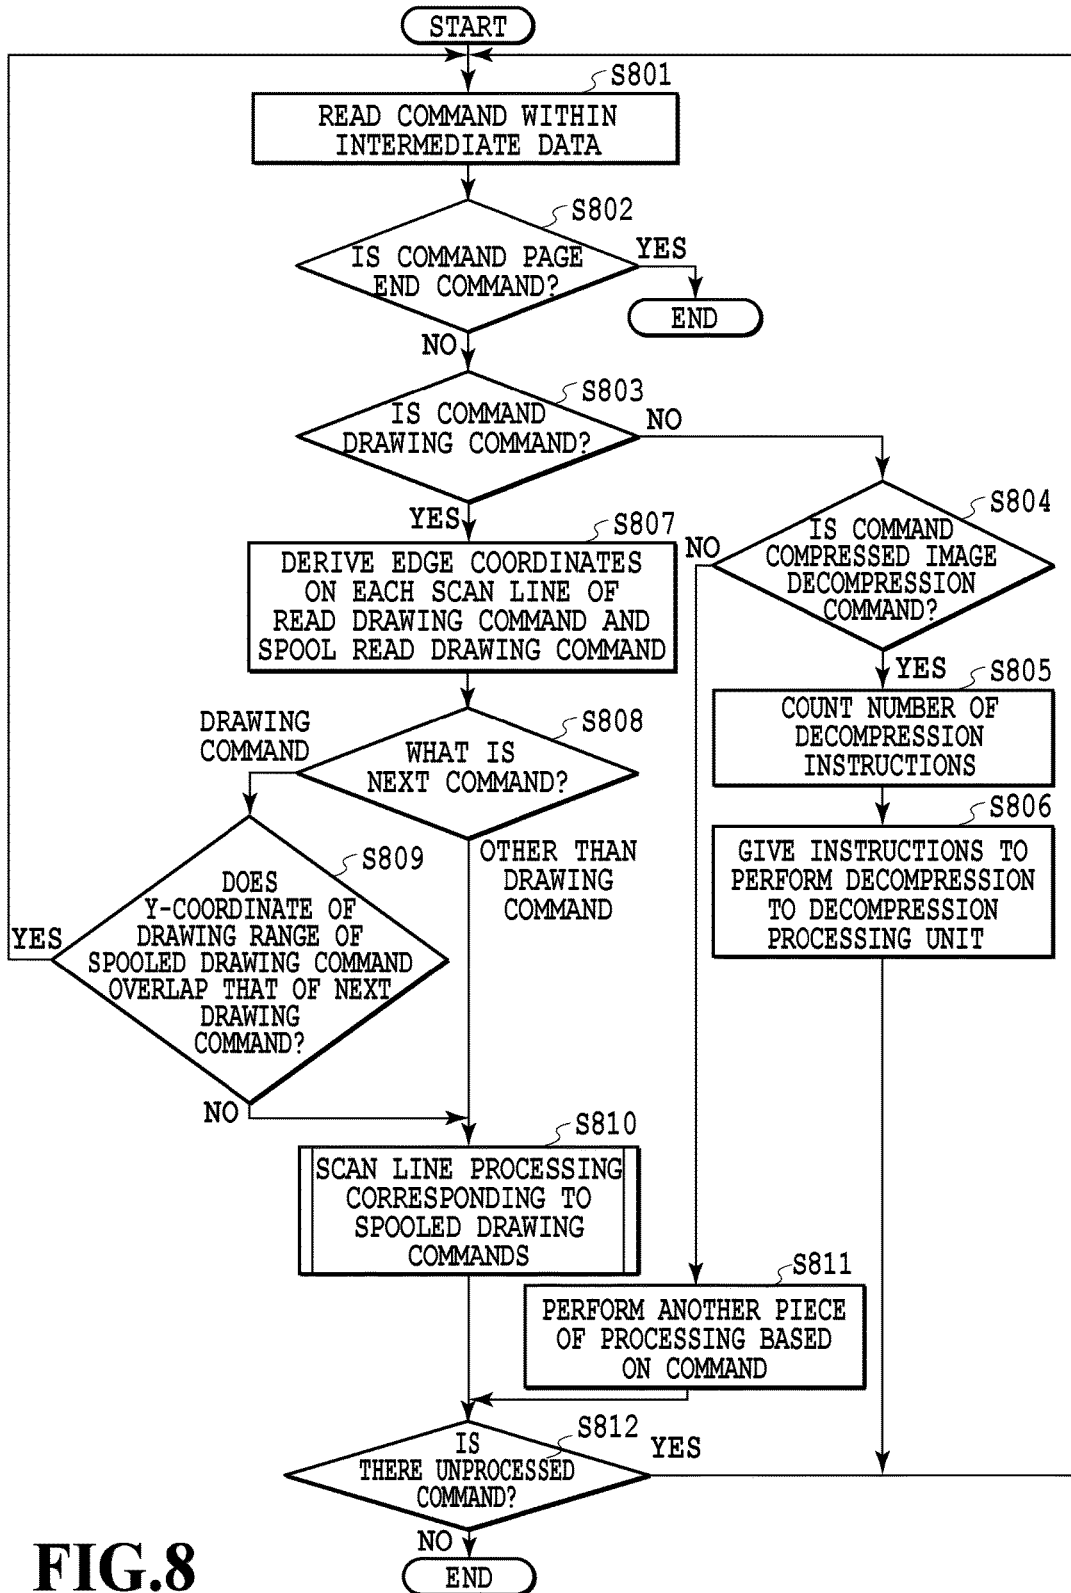 START
S801
READ COMMAND WITHIN
INTERMEDIATE DATA
S802
IS COMMAND PAGE
END COMMAND?
YES
END
NO
S803
IS COMMAND
DRAWING COMMAND?
NO
YES
S804
IS COMMAND
COMPRESSED IMAGE
DECOMPRESSION
COMMAND?
NO
YES
S807
DERIVE EDGE COORDINATES
ON EACH SCAN LINE OF
READ DRAWING COMMAND AND
SPOOL READ DRAWING COMMAND
S805
COUNT NUMBER OF
DECOMPRESSION
INSTRUCTIONS
S808
WHAT IS
NEXT COMMAND?
DRAWING
COMMAND
OTHER THAN
DRAWING
COMMAND
S806
GIVE INSTRUCTIONS TO
PERFORM DECOMPRESSION
TO DECOMPRESSION
PROCESSING UNIT
S809
DOES
Y-COORDINATE OF
DRAWING RANGE OF
SPOOLED DRAWING COMMAND
OVERLAP THAT OF NEXT
DRAWING
COMMAND?
YES
NO
S810
SCAN LINE PROCESSING
CORRESPONDING TO
SPOOLED DRAWING
COMMANDS
S811
PERFORM ANOTHER PIECE
OF PROCESSING BASED
ON COMMAND
S812
IS
THERE UNPROCESSED
COMMAND?
YES
NO
END
FIG.8